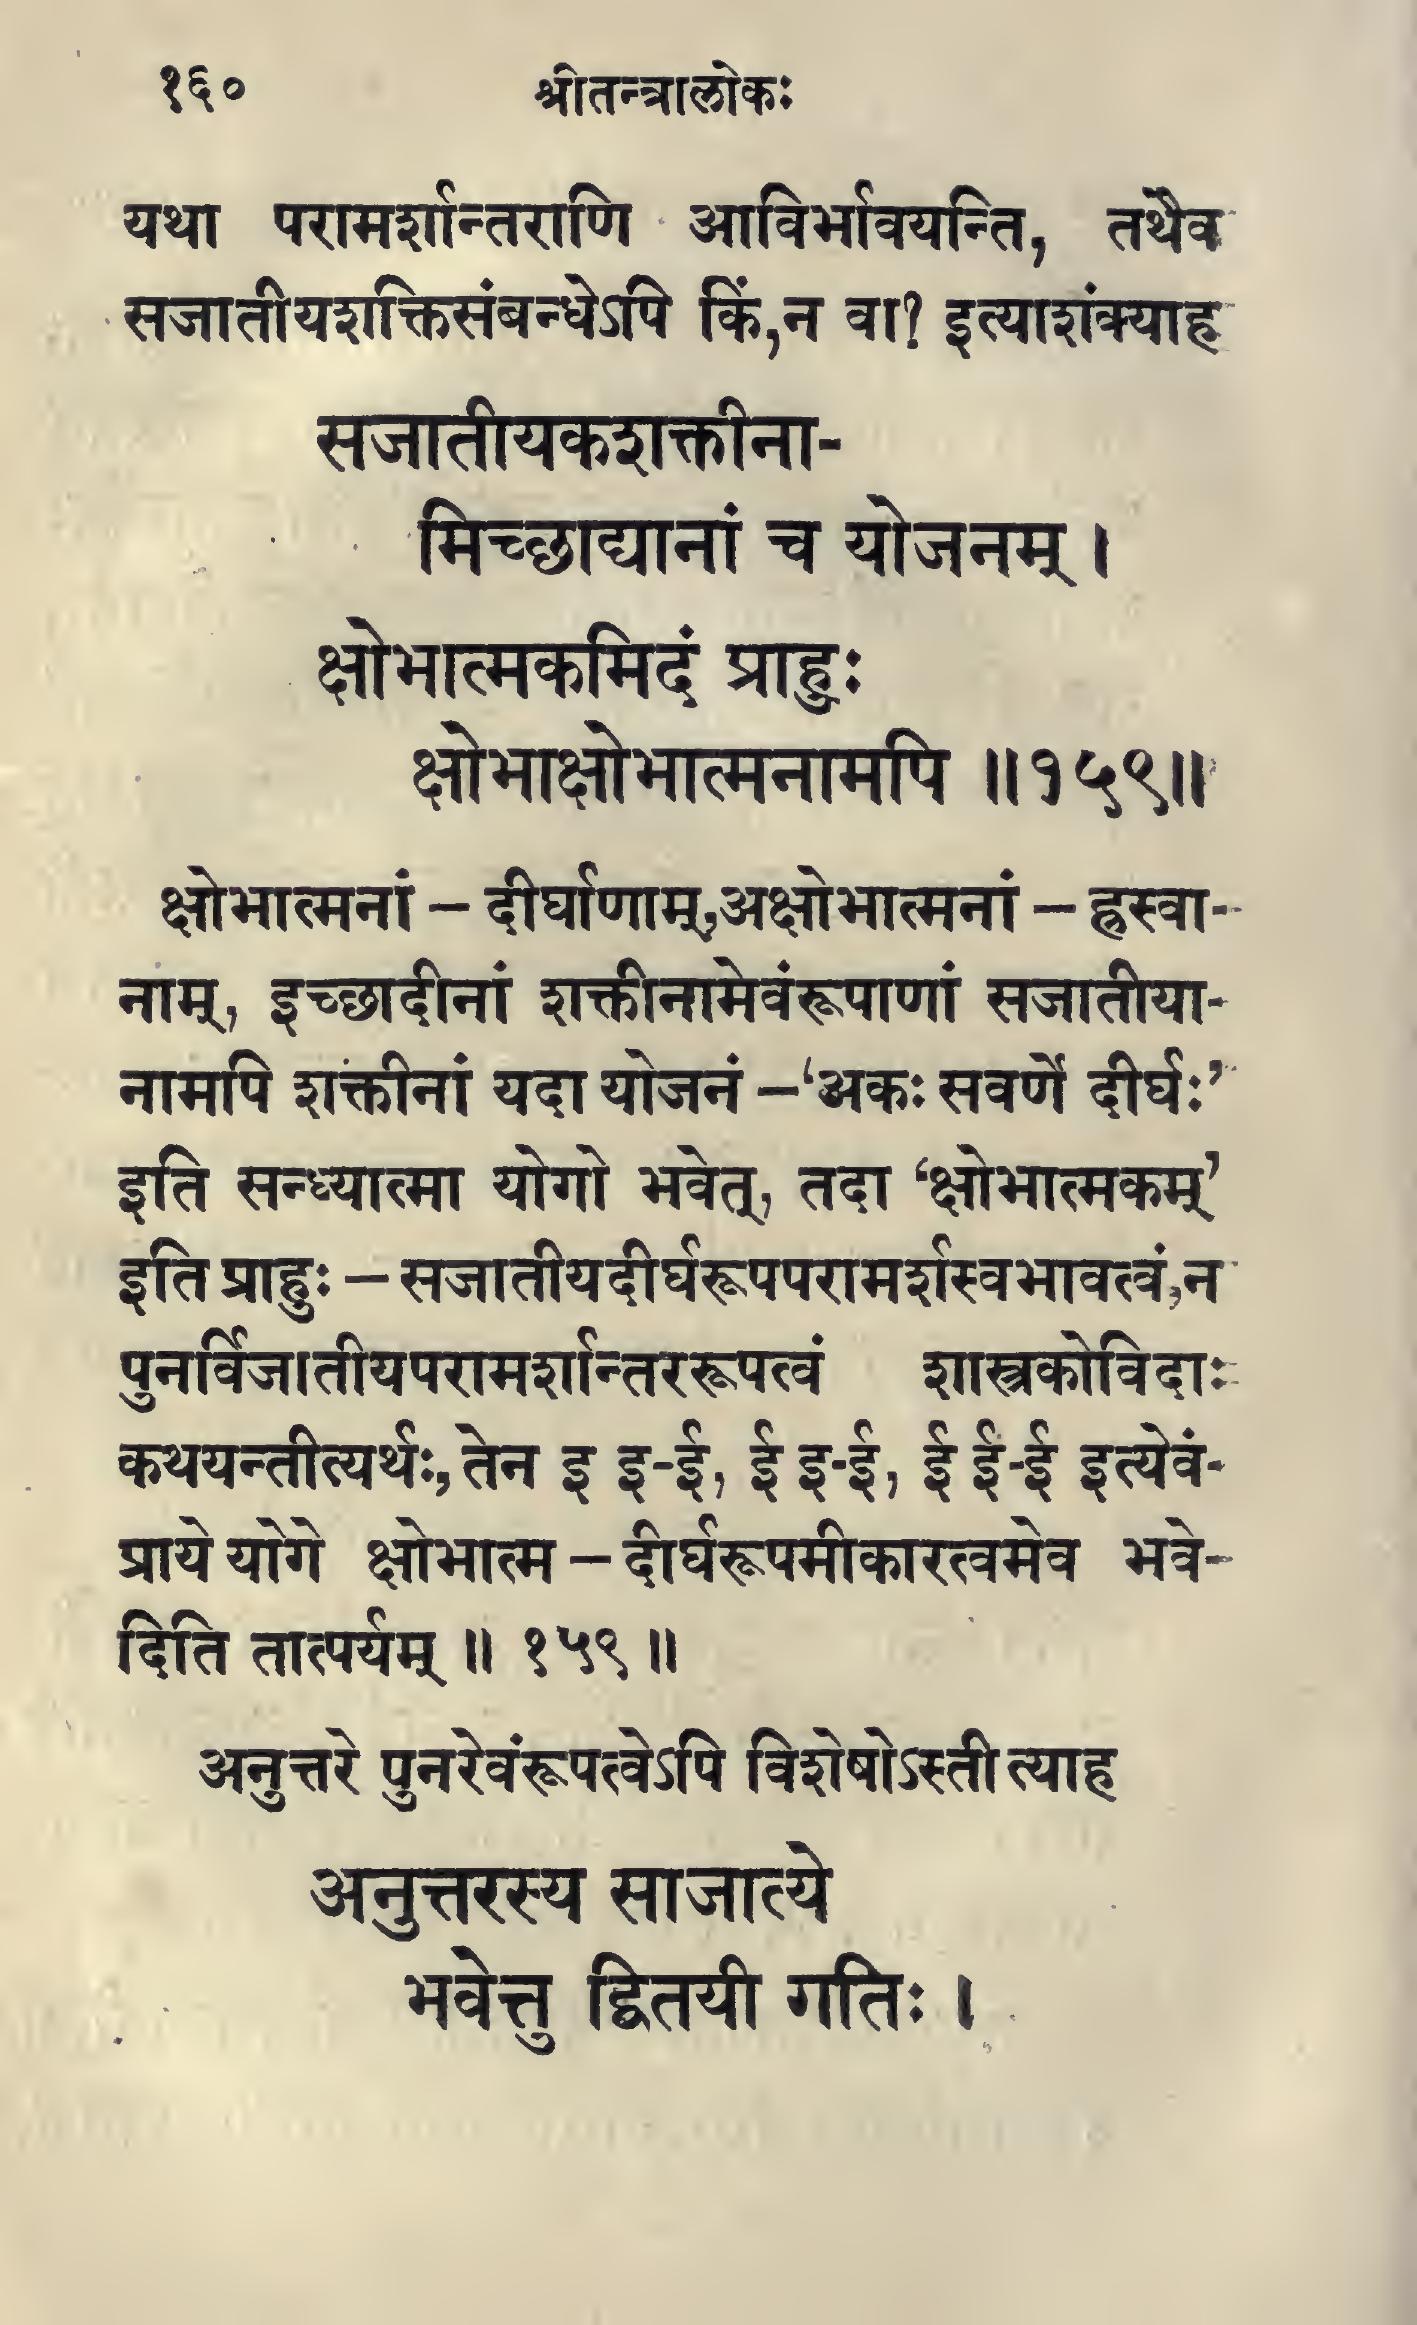 १६० श्रीतन्त्रालोकः
यथा परामर्शान्तराणि आविर्भावयन्ति, तथैव
सजातीयशक्तिसंबन्धेऽपि किं,न वा? इत्याशंक्याह
सजातीयकशक्तीना-
मिच्छाद्यानां च योजनम् ।
क्षोभात्मकमिदं प्राहुः
क्षोभाक्षोभात्मनामपि ॥१५९॥
क्षोभात्मनां – दीर्घाणाम्,अक्षोभात्मनां – ह्रस्वा-
नाम्, इच्छादीनां शक्तीनामेवंरूपाणां सजातीया-
नामपि शक्तीनां यदा योजनं –‘अकः सवर्णे दीर्घः’
इति सन्ध्यात्मा योगो भवेत्, तदा ‘क्षोभात्मकम्’
इति प्राहुः – सजातीयदीर्घरूपपरामर्शस्वभावत्वं,न
पुनर्विजातीयपरामर्शान्तररूपत्वं शास्त्रकोविदाः
कथयन्तीत्यर्थः, तेन इ इ-ई, ई इ-ई, ई ई-ई इत्येवं-
प्राये योगे क्षोभात्म – दीर्घरूपमीकारत्वमेव भवे-
दिति तात्पर्यम् ॥ १५९ ॥
अनुत्तरे पुनरेवंरूपत्वेऽपि विशेषोऽस्तीत्याह
अनुत्तरस्य साजात्ये
भवेत्तु द्वितयी गतिः ।